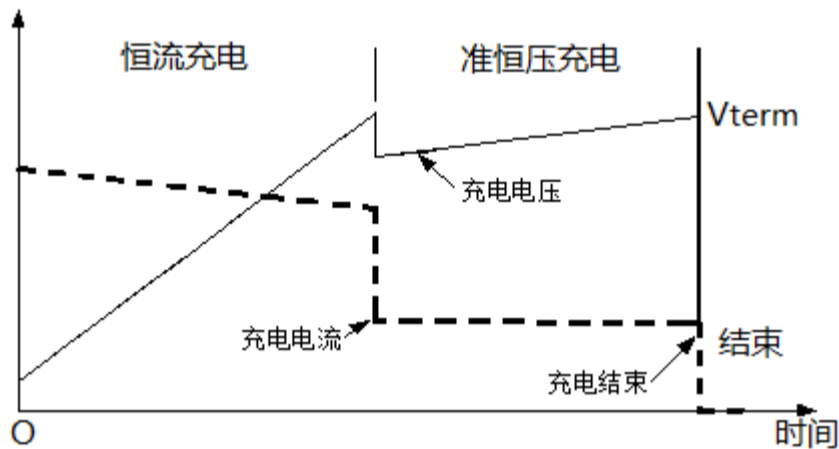 恒流充电
准恒压充电
Vterm
充电电压
充电电流
结束
充电结束
O
时间